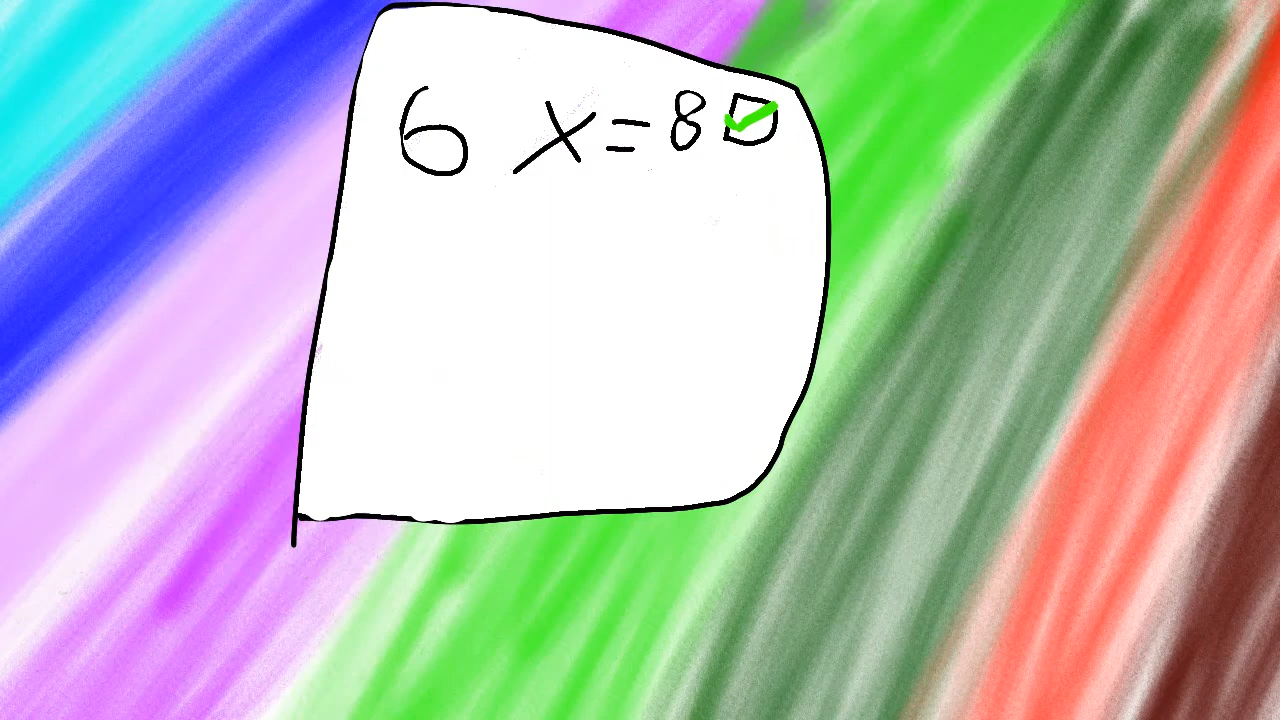 6 x = 8 ☑